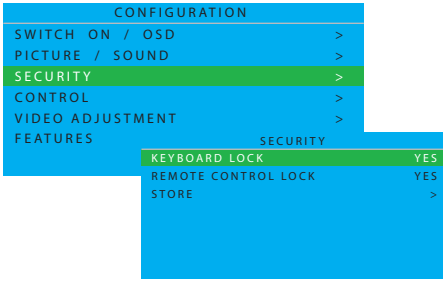 CONFIGURATION
SWITCH ON / OSD >
PICTURE / SOUND >
SECURITY >
CONTROL >
VIDEO ADJUSTMENT >
FEATURES
SECURITY
KEYBOARD LOCK YES
REMOTE CONTROL LOCK YES
STORE >